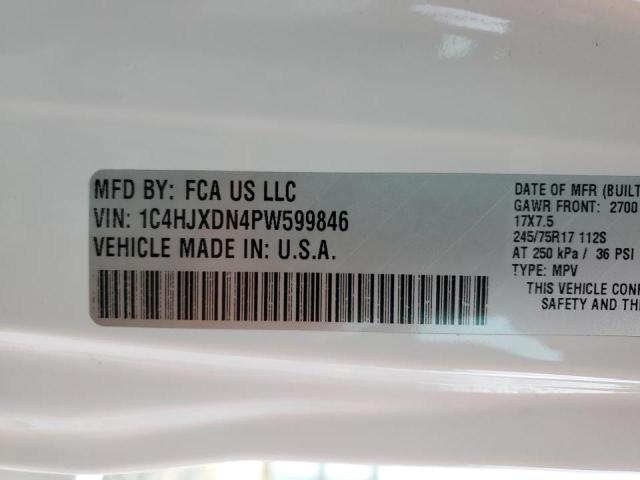 MFD BY: FCA US LLC
VIN: 1C4HJXDN4PW599846
VEHICLE MADE IN: U.S.A.
DATE OF MFR (BUILT
GAWR FRONT: 2700
17X7.5
245/75R17 112S
AT 250 kPa / 36 PSI
TYPE: MPV
THIS VEHICLE CONF
SAFETY AND THE